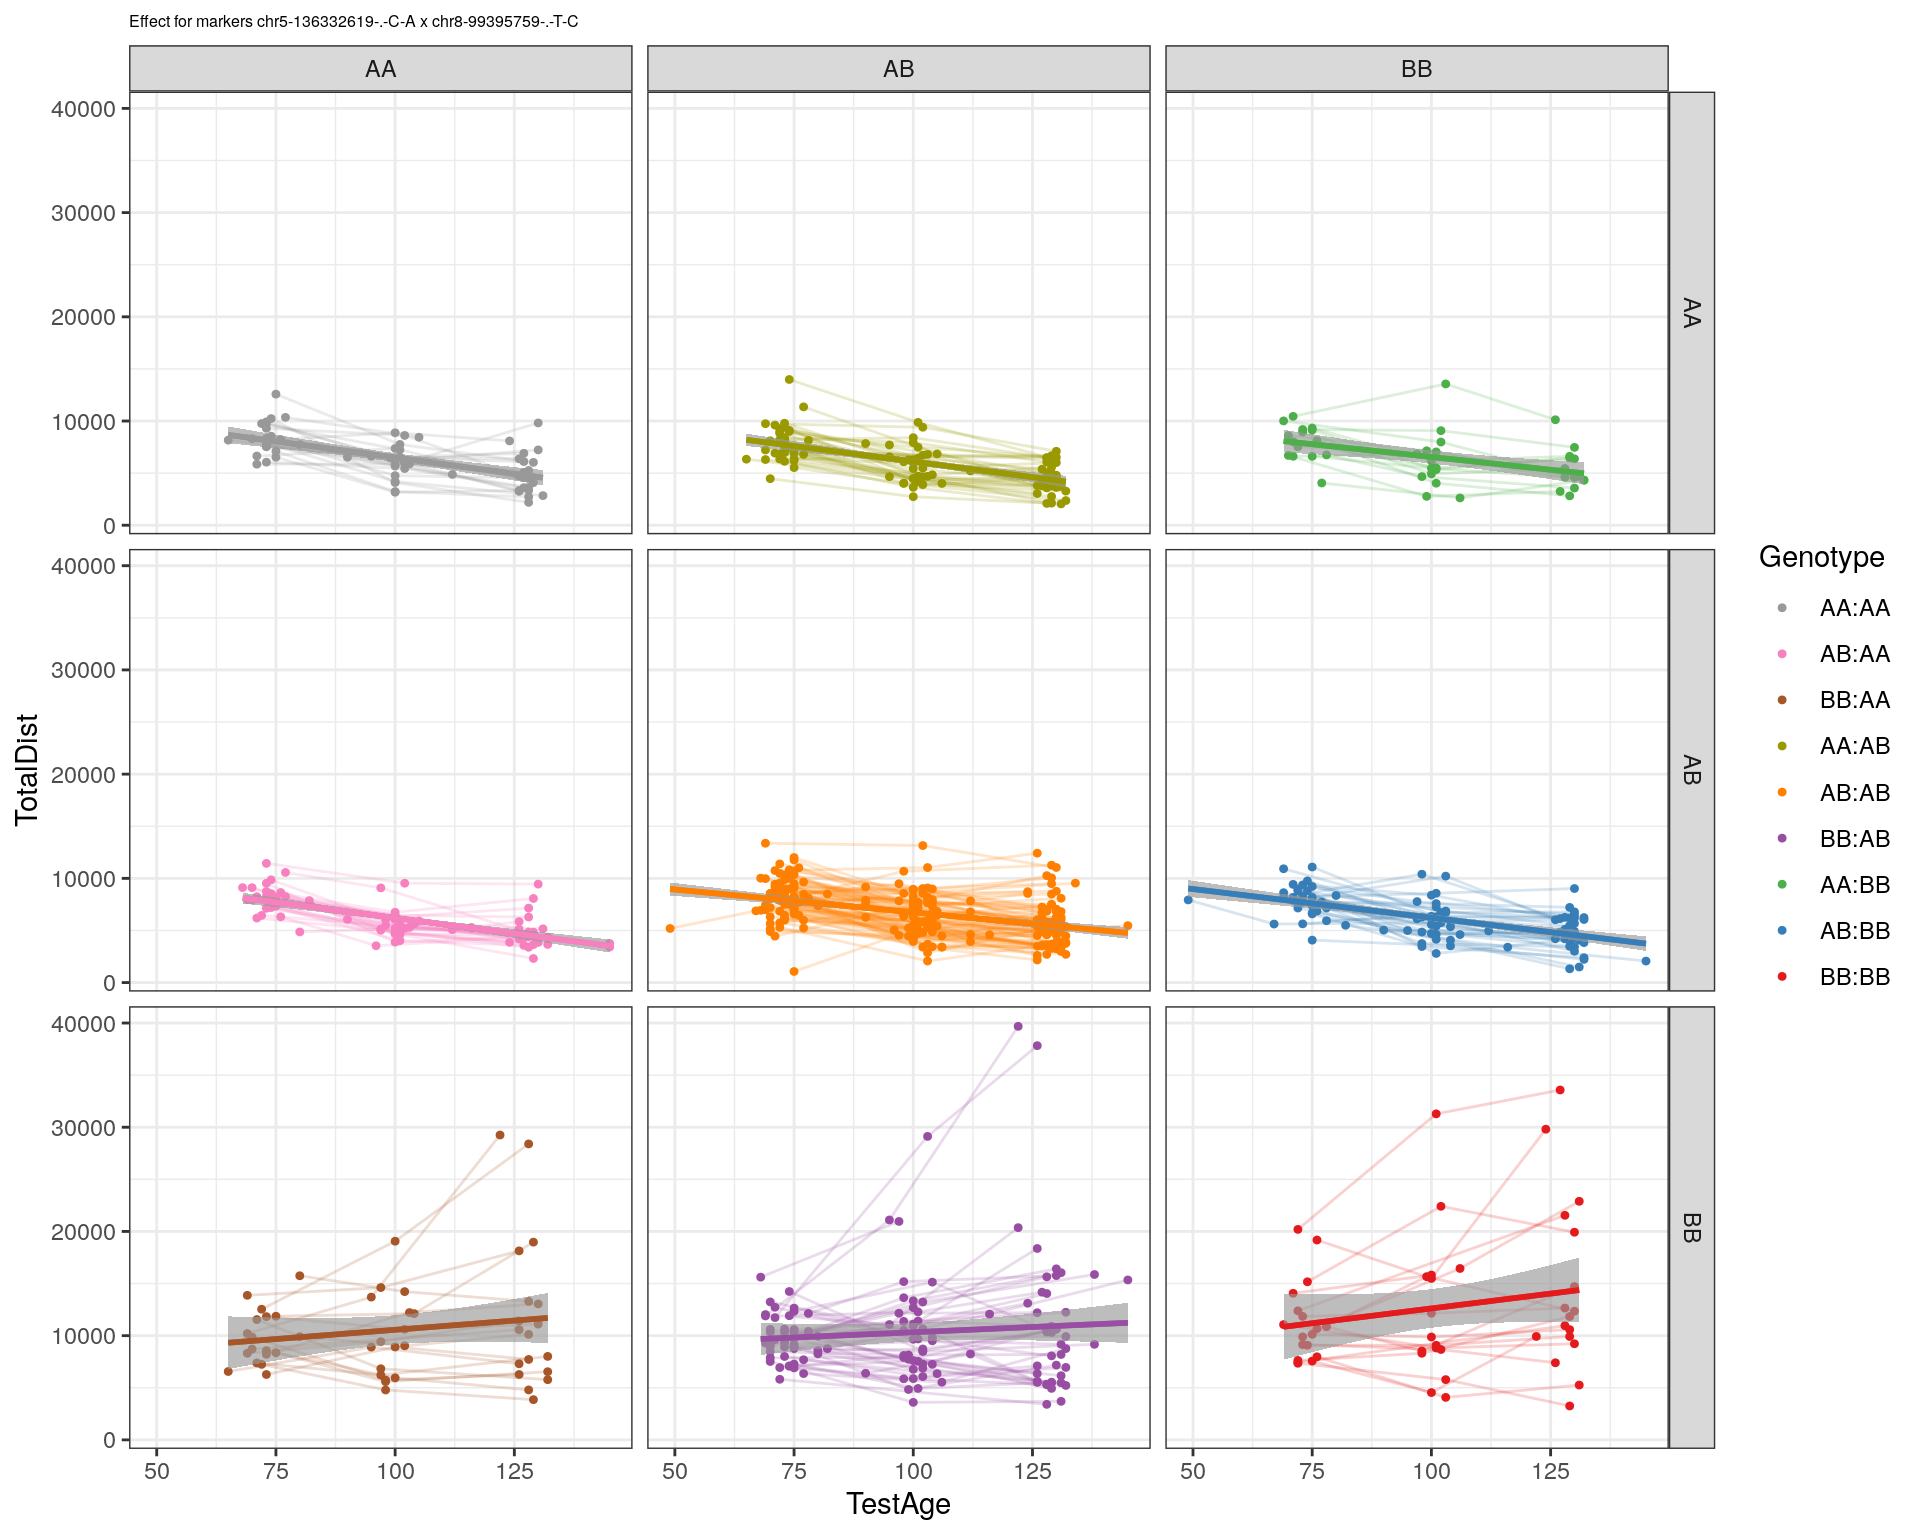 Effect for markers chr5-136332619-.-C-A x chr8-99395759-.-T-C
AA
AB
BB
40000
30000
20000
10000
0
AA
40000
30000
20000
10000
0
AB
40000
30000
20000
10000
0
BB
TotalDist
50 75 100 125
50 75 100 125
50 75 100 125
TestAge
Genotype
AA:AA
AB:AA
BB:AA
AA:AB
AB:AB
BB:AB
AA:BB
AB:BB
BB:BB